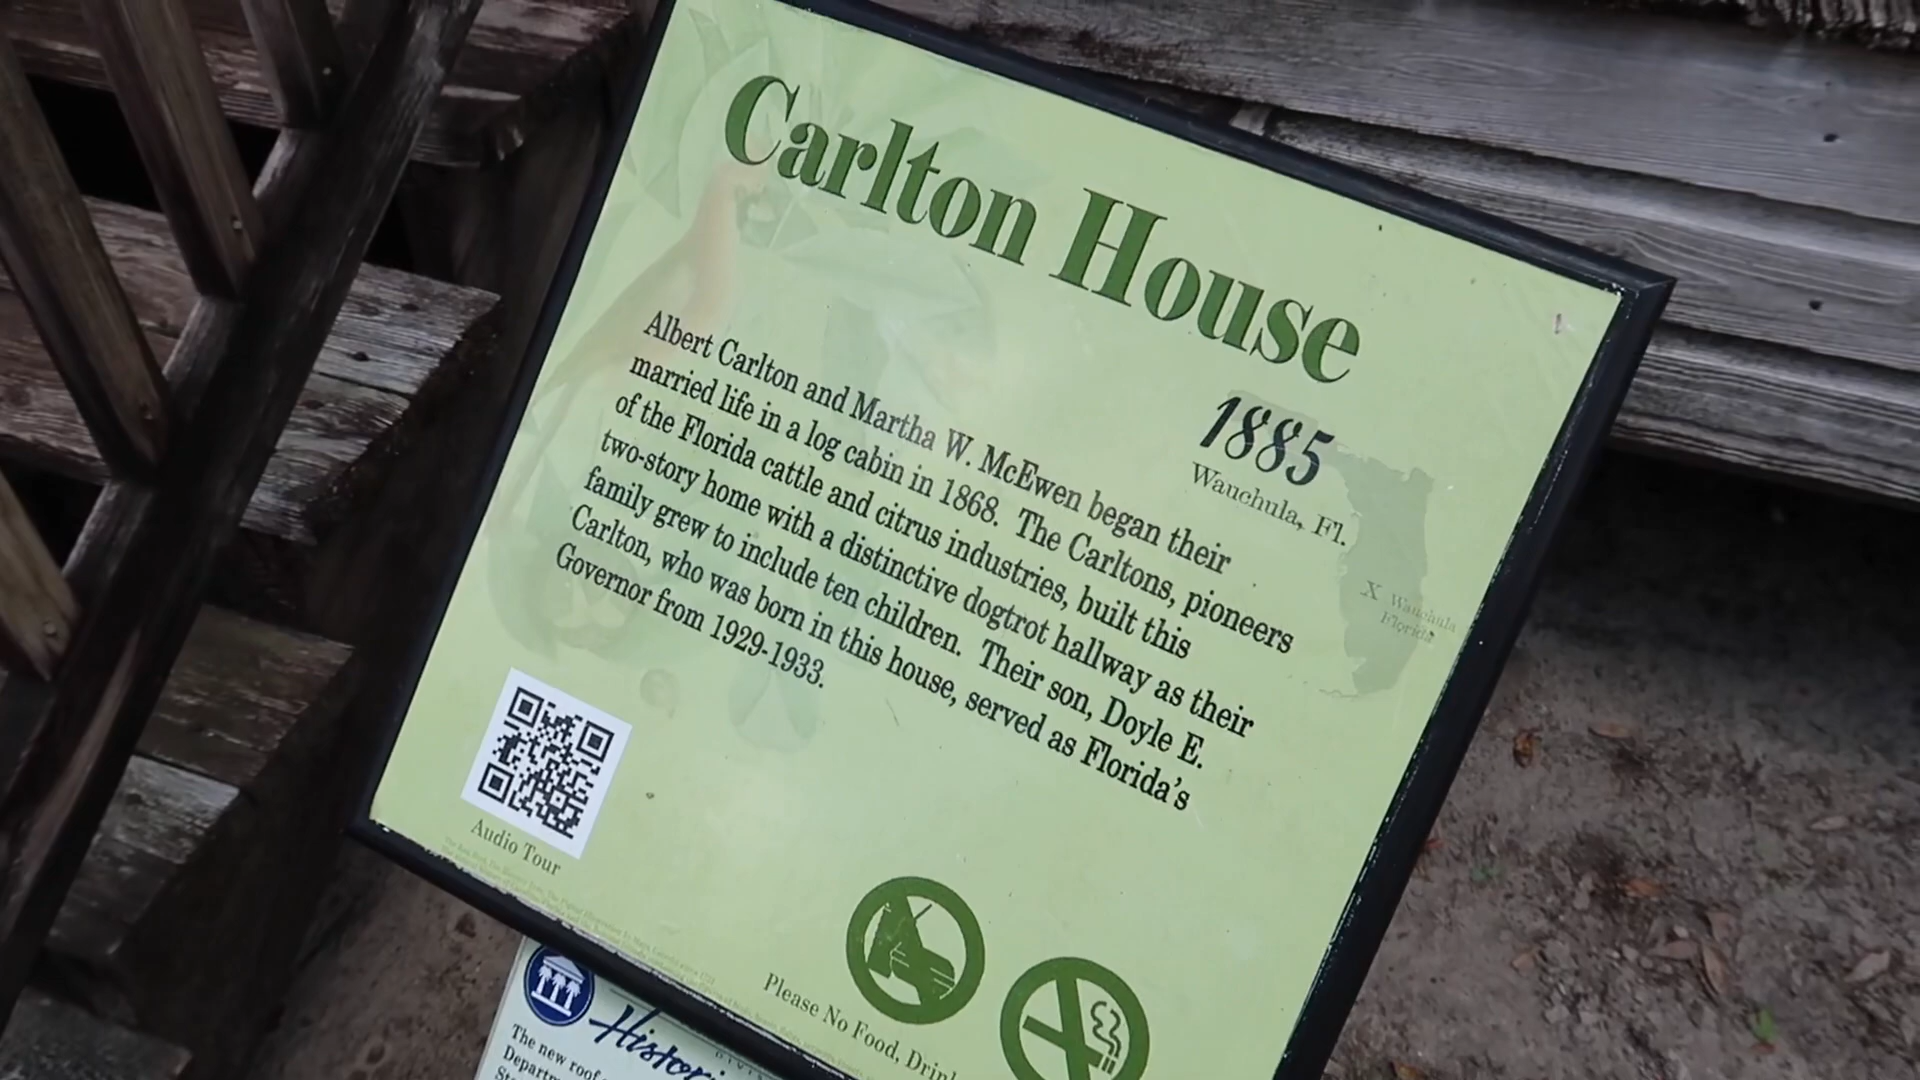 Carlton House
1885
Wauchula, Fl.
Albert Carlton and Martha W. McEwen began their
married life in a log cabin in 1868. The Carltons, pioneers
of the Florida cattle and citrus industries, built this
two-story home with a distinctive dogtrot hallway as their
family grew to include ten children. Their son, Doyle E.
Carlton, who was born in this house, served as Florida's
Governor from 1929-1933.
X Wauchula
Florida
Audio Tour
Please No Food,
The new roof